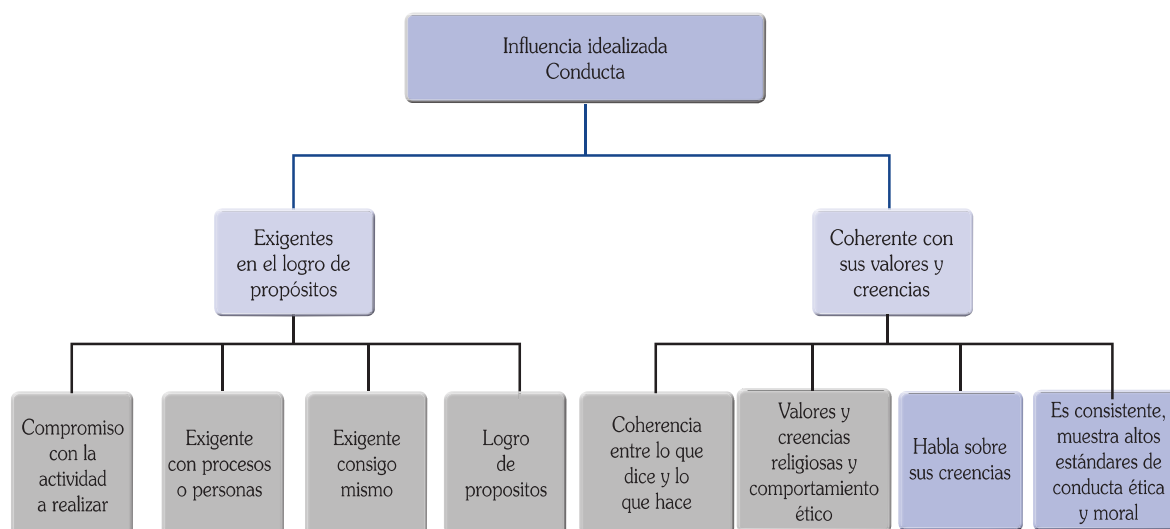 Influencia idealizada
Conducta
Exigentes
en el logro de
propósitos
Coherente con
sus valores y
creencias
Compromiso
con la
actividad
a realizar
Exigente
con procesos
o personas
Exigente
consigo
mismo
Logro
de
propositos
Coherencia
entre lo que
dice y lo
que hace
Valores y
creencias
religiosas y
comportamiento
ético
Habla sobre
sus creencias
Es consistente,
muestra altos
estándares de
conducta ética
y moral